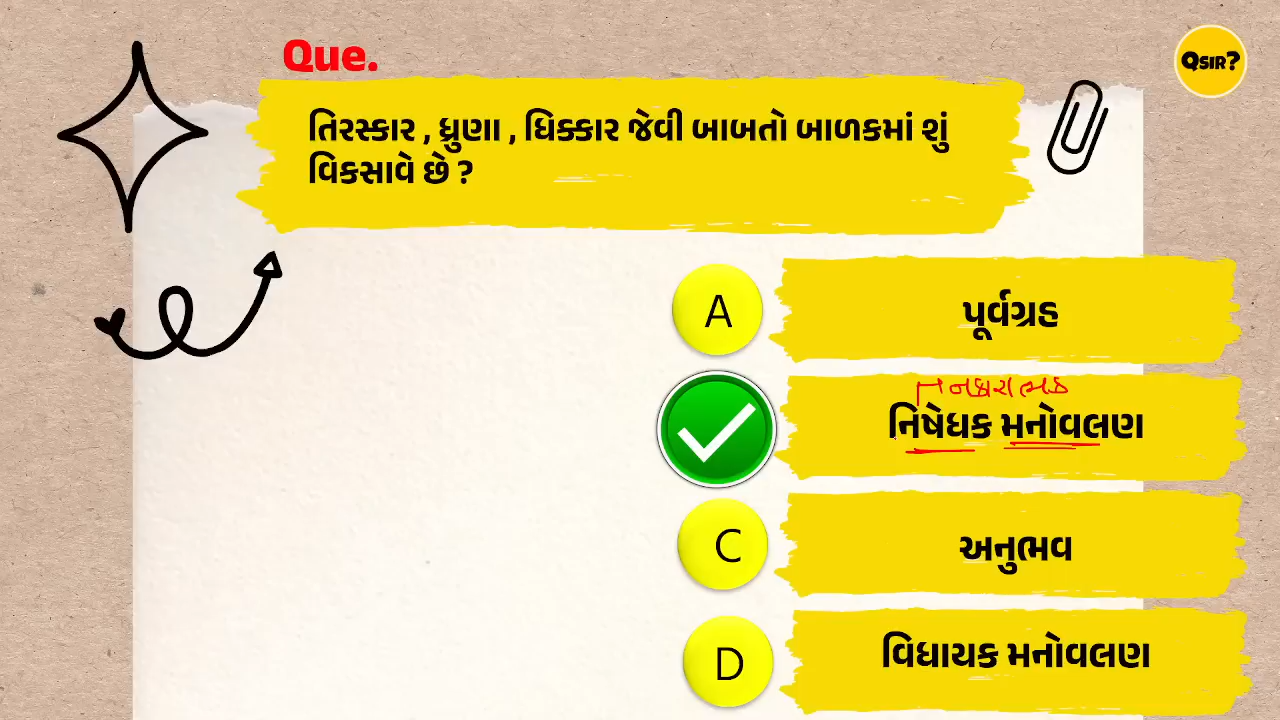 Que.
QSIR?
તિરસ્કાર , ધ્રુણા , ધિક્કાર જેવી બાબતો બાળકમાં શું
વિકસાવે છે ?
A
પૂર્વગ્રહ
નિષેધક મનોવલણ
C
અનુભવ
D
વિધાયક મનોવલણ